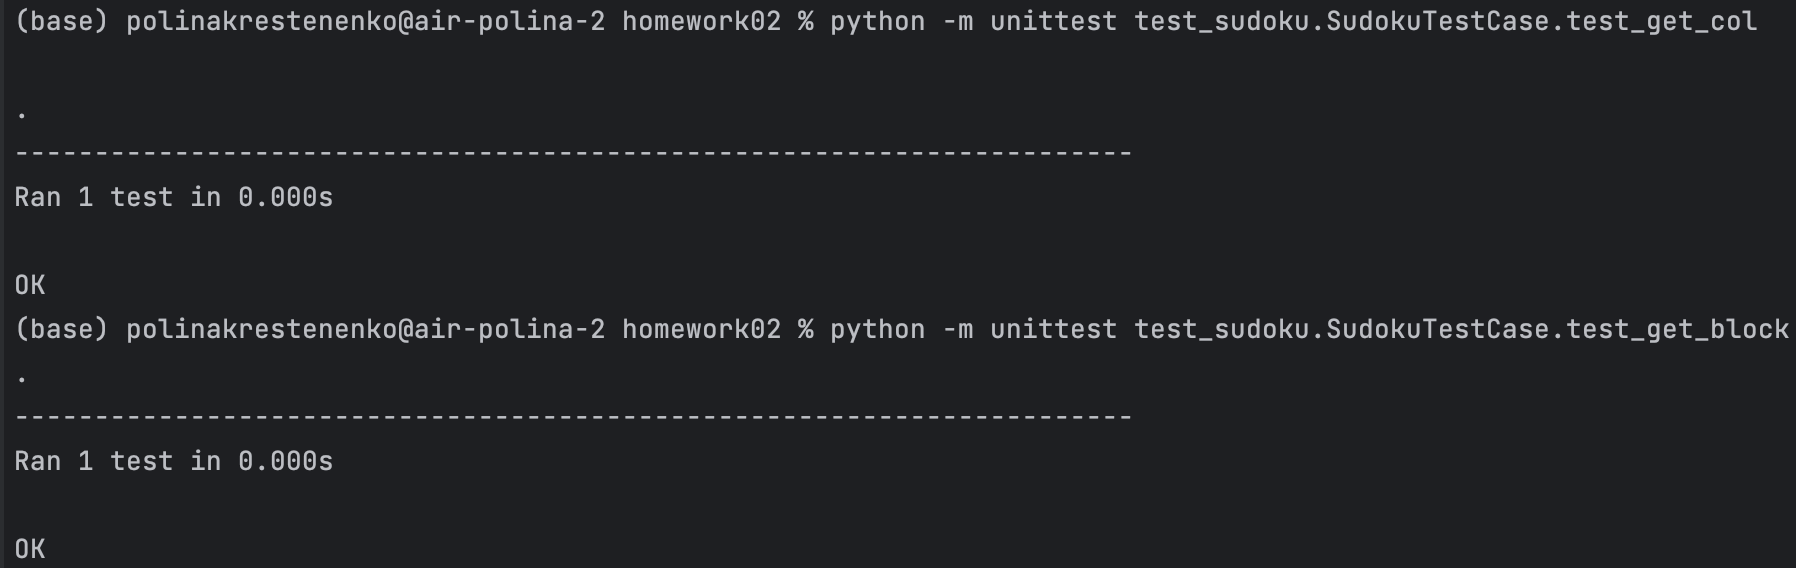 (base) polinakrestenenko@air-polina-2 homework02 % python -m unittest test_sudoku.SudokuTestCase.test_get_col
.
----------------------------------------------------------------------
Ran 1 test in 0.000s
OK
(base) polinakrestenenko@air-polina-2 homework02 % python -m unittest test_sudoku.SudokuTestCase.test_get_block
.
----------------------------------------------------------------------
Ran 1 test in 0.000s
OK